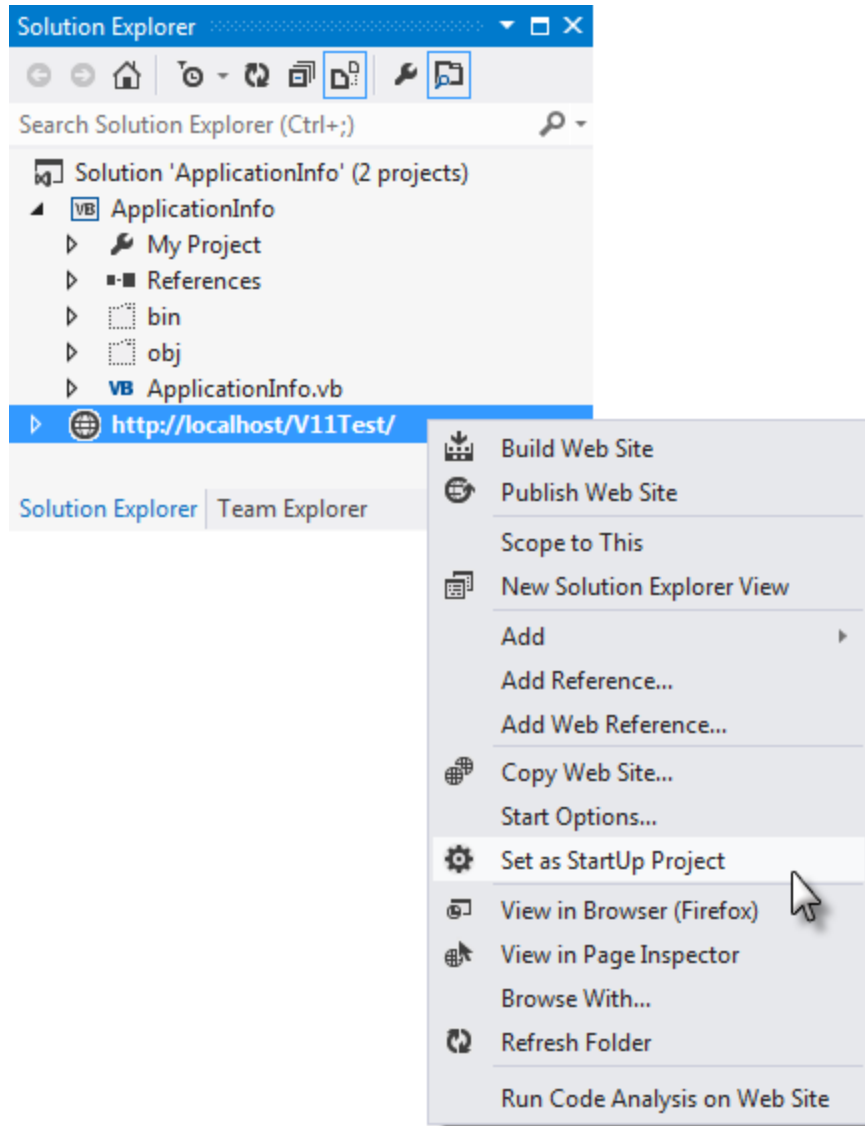 Solution Explorer
Search Solution Explorer (Ctrl+;)
Solution 'ApplicationInfo' (2 projects)
VB ApplicationInfo
My Project
References
bin
obj
VB ApplicationInfo.vb
http://localhost/V11Test/
Solution Explorer Team Explorer
Build Web Site
Publish Web Site
Scope to This
New Solution Explorer View
Add
Add Reference...
Add Web Reference...
Copy Web Site...
Start Options...
Set as StartUp Project
View in Browser (Firefox)
View in Page Inspector
Browse With...
Refresh Folder
Run Code Analysis on Web Site